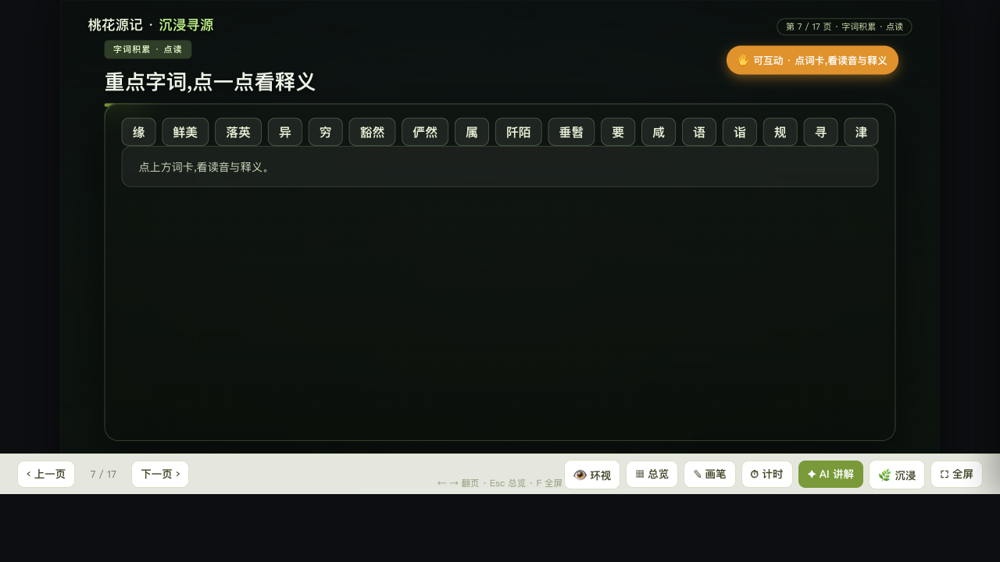 桃花源记 · 沉浸寻源
第 7 / 17 页 · 字词积累 · 点读
字词积累 · 点读
🖐 可互动 · 点词卡,看读音与释义
重点字词,点一点看释义
缘 鲜美 落英 异 穷 豁然 俨然 属 阡陌 垂髫 要 咸 语 诣 规 寻 津
点上方词卡,看读音与释义。
‹ 上一页 7 / 17 下一页 › ← → 翻页 · Esc 总览 · F 全屏 👁 环视 ▦ 总览 ✎ 画笔 ⏱ 计时 ✦ AI 讲解 🌿 沉浸 ⛶ 全屏